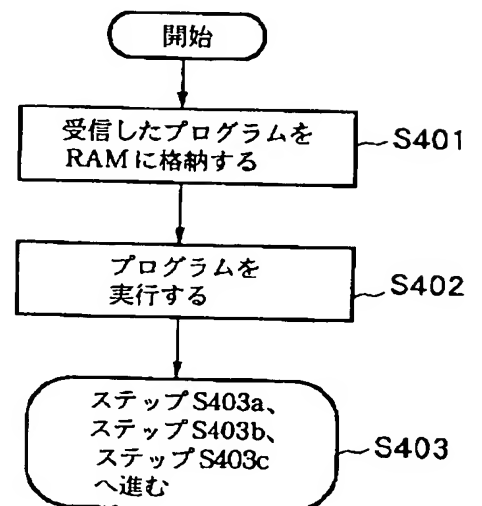 開始
受信したプログラムを
RAMに格納する
S401
プログラムを
実行する
S402
ステップS403a、
ステップS403b、
ステップS403c
へ進む
S403